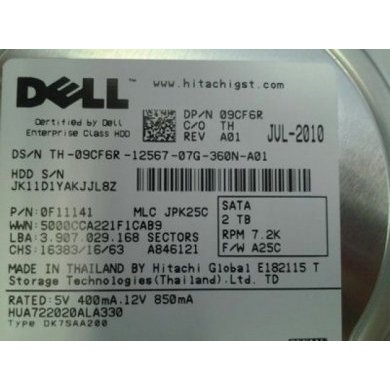 DELL
www.hitachigst.com
Certified by Dell
Enterprise Class HDD
DP/N 09CF6R
C/O TH
REV A01
JUL-2010
DS/N TH-09CF6R-12567-07G-360N-A01
HDD S/N
JK11D1YAKJJL8Z
P/N: 0F11141 MLC JPK25C
WWN: 5000CCA221F1CAB9
LBA: 3,907,029,168 SECTORS
CHS: 16383/16/63 A846121
SATA
2 TB
RPM 7.2K
F/W A25C
MADE IN THAILAND BY Hitachi Global E182115 T
Storage Technologies(Thailand).Ltd. TD
RATED: 5V 400mA,12V 850mA
HUA722020ALA330
Type DK7SAA200